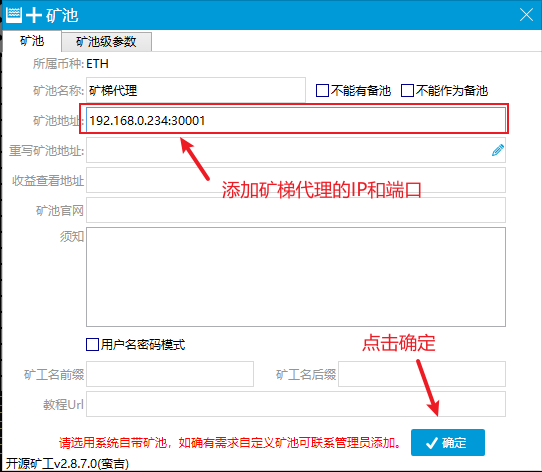 矿池
矿池 矿池级参数
所属币种: ETH
矿池名称: 矿梯代理 不能有备池 不能作为备池
矿池地址: 192.168.0.234:30001
重写矿池地址:
添加矿梯代理的IP和端口
收益查看地址
矿池官网
须知
用户名密码模式
点击确定
矿工名前缀 矿工名后缀
教程Url
请选用系统自带矿池，如确有需求自定义矿池可联系管理员添加。 确定
开源矿工v2.8.7.0(蛮吉)